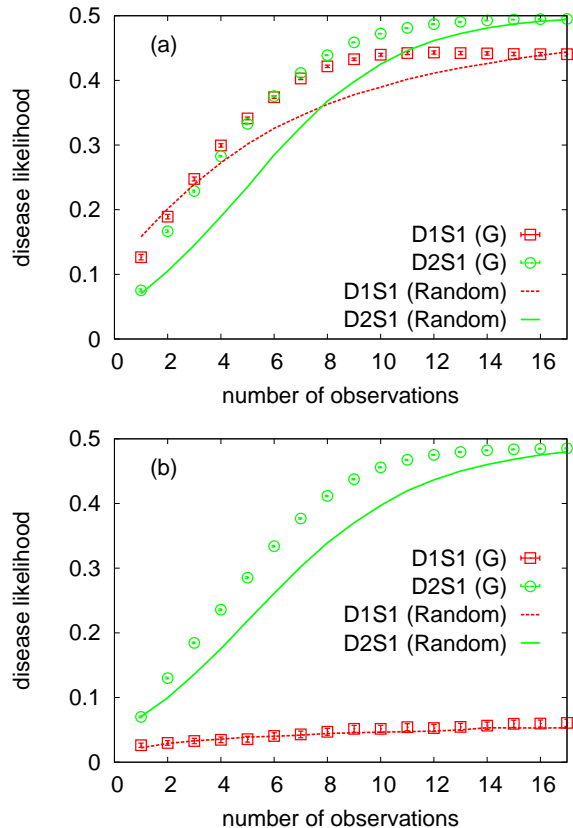 (a)
0.5
0.4
0.3
0.2
0.1
0
disease likelihood
D1S1 (G)
D2S1 (G)
D1S1 (Random)
D2S1 (Random)
0 2 4 6 8 10 12 14 16
number of observations
(b)
0.5
0.4
0.3
0.2
0.1
0
disease likelihood
D1S1 (G)
D2S1 (G)
D1S1 (Random)
D2S1 (Random)
0 2 4 6 8 10 12 14 16
number of observations